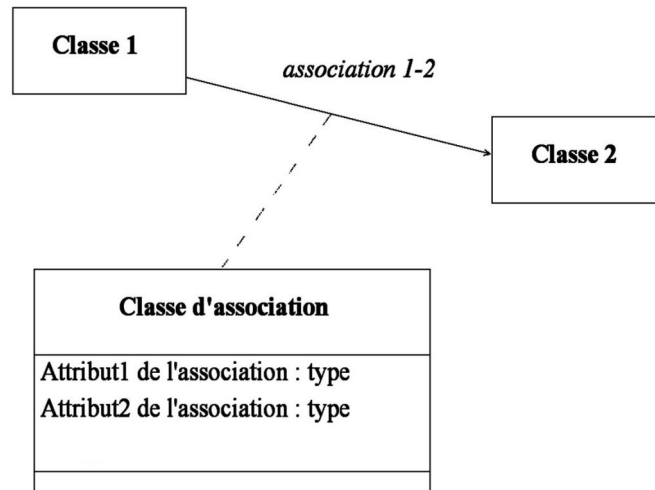 Classe 1
association 1-2
Classe 2
Classe d'association
Attribut1 de l'association : type
Attribut2 de l'association : type